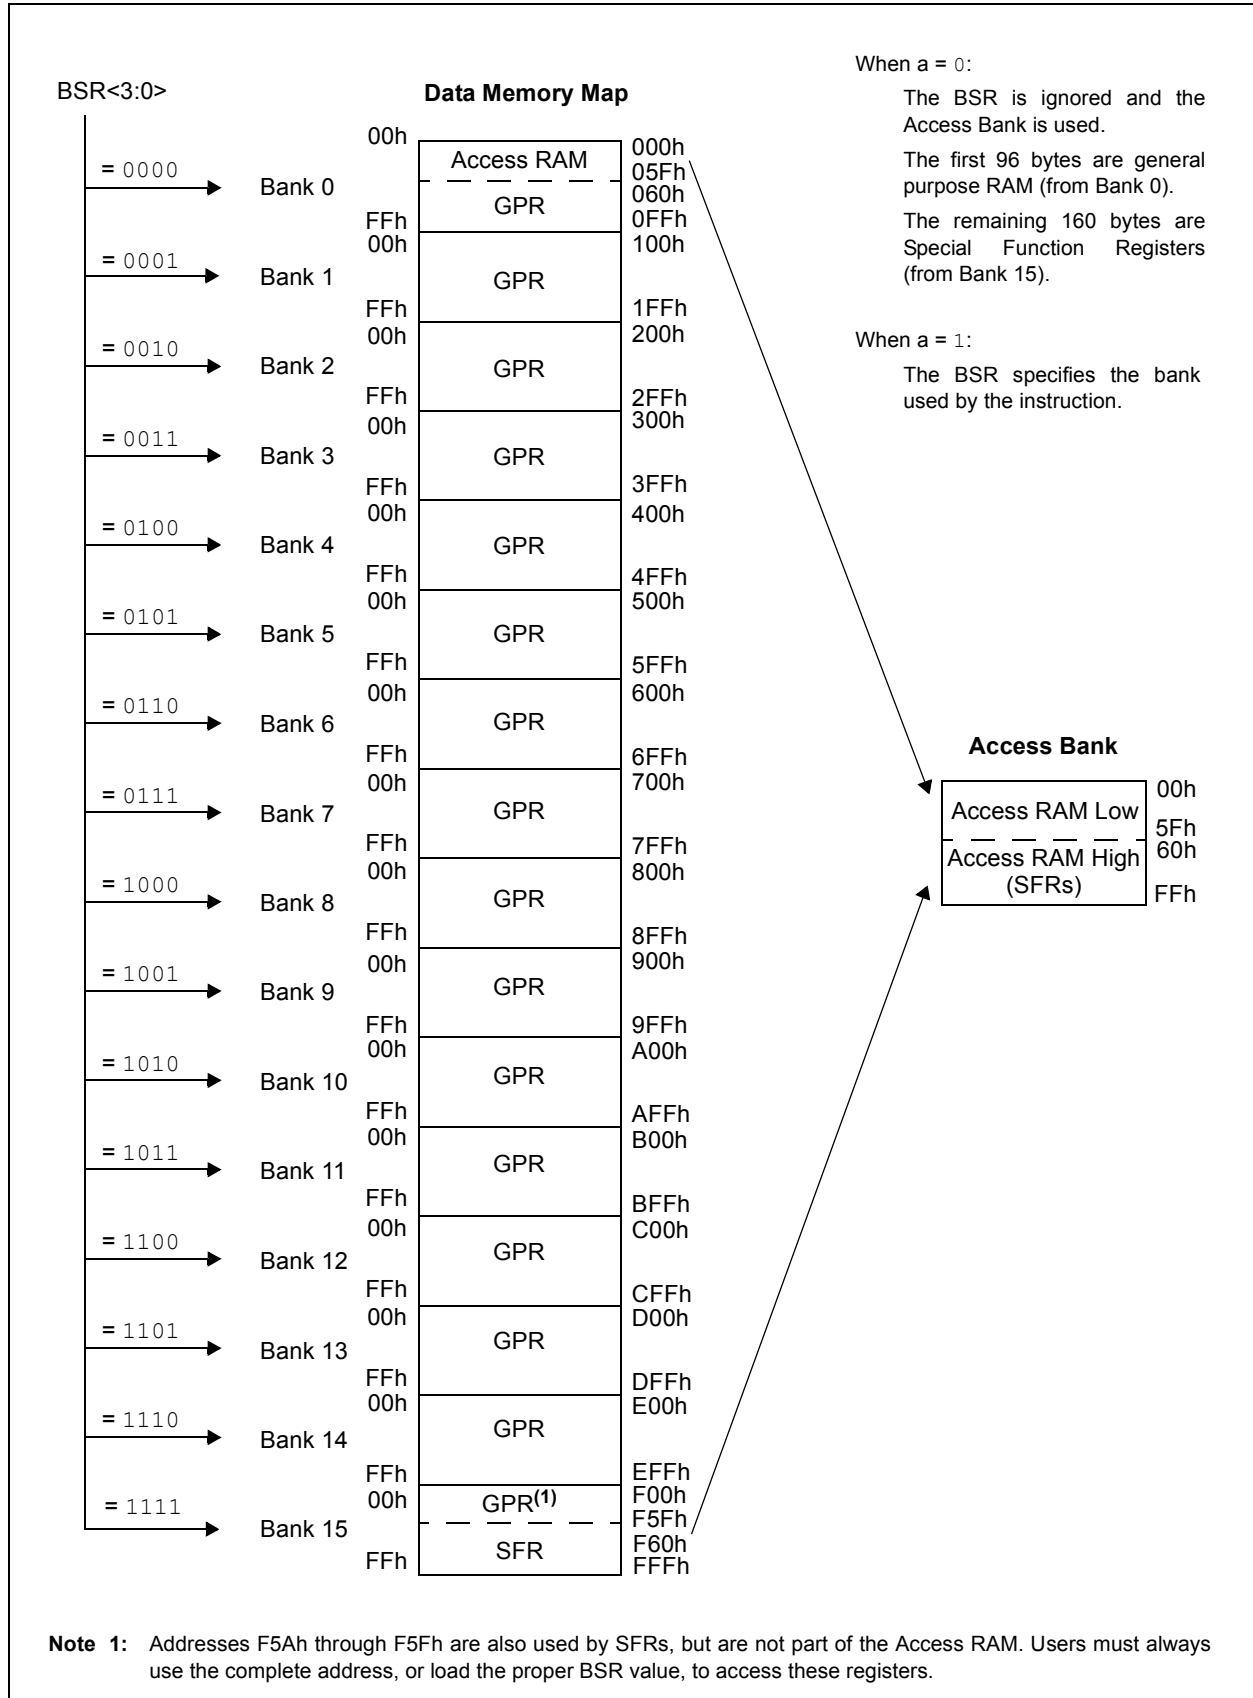 BSR<3:0>
Data Memory Map
When a = 0:
The BSR is ignored and the
Access Bank is used.
The first 96 bytes are general
purpose RAM (from Bank 0).
The remaining 160 bytes are
Special Function Registers
(from Bank 15).
When a = 1:
The BSR specifies the bank
used by the instruction.
= 0000
Bank 0
00h
FFh
Access RAM
GPR
000h
05Fh
060h
0FFh
= 0001
Bank 1
00h
FFh
GPR
100h
1FFh
= 0010
Bank 2
00h
FFh
GPR
200h
2FFh
= 0011
Bank 3
00h
FFh
GPR
300h
3FFh
= 0100
Bank 4
00h
FFh
GPR
400h
4FFh
= 0101
Bank 5
00h
FFh
GPR
500h
5FFh
= 0110
Bank 6
00h
FFh
GPR
600h
6FFh
= 0111
Bank 7
00h
FFh
GPR
700h
7FFh
= 1000
Bank 8
00h
FFh
GPR
800h
8FFh
= 1001
Bank 9
00h
FFh
GPR
900h
9FFh
= 1010
Bank 10
00h
FFh
GPR
A00h
AFFh
= 1011
Bank 11
00h
FFh
GPR
B00h
BFFh
= 1100
Bank 12
00h
FFh
GPR
C00h
CFFh
= 1101
Bank 13
00h
FFh
GPR
D00h
DFFh
= 1110
Bank 14
00h
FFh
GPR
E00h
EFFh
= 1111
Bank 15
00h
FFh
GPR(1)
SFR
F00h
F5Fh
F60h
FFFh
Access Bank
Access RAM Low
Access RAM High
(SFRs)
00h
5Fh
60h
FFh
Note 1: Addresses F5Ah through F5Fh are also used by SFRs, but are not part of the Access RAM. Users must always
use the complete address, or load the proper BSR value, to access these registers.